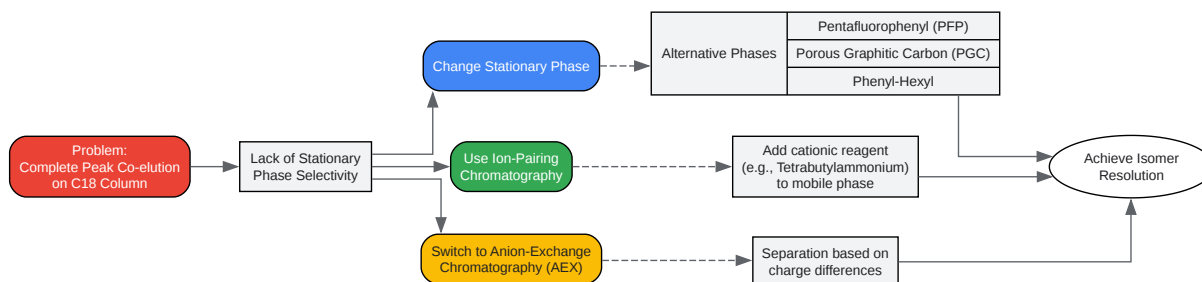 Problem:
Complete Peak Co-elution
on C18 Column
Lack of Stationary
Phase Selectivity
Change Stationary Phase
Alternative Phases
Pentafluorophenyl (PFP)
Porous Graphitic Carbon (PGC)
Phenyl-Hexyl
Use Ion-Pairing
Chromatography
Add cationic reagent
(e.g., Tetrabutylammonium)
to mobile phase
Switch to Anion-Exchange
Chromatography (AEX)
Separation based on
charge differences
Achieve Isomer
Resolution